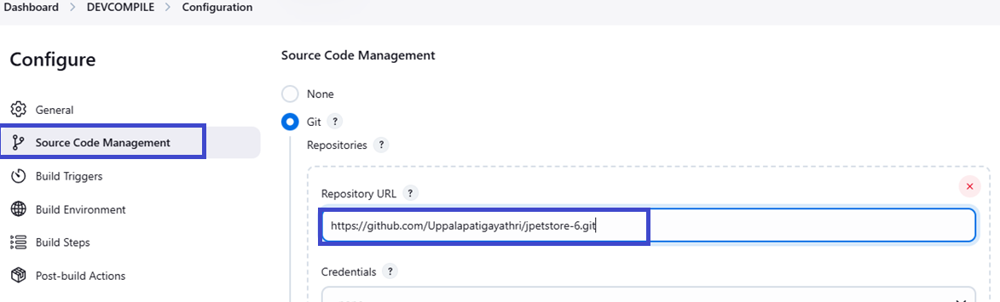 Dashboard > DEVCOMPILE > Configuration
Configure
General
Source Code Management
Build Triggers
Build Environment
Build Steps
Post-build Actions
Source Code Management
None
Git ?
Repositories ?
Repository URL ?
https://github.com/Uppalapatigayathri/jpetstore-6.git
Credentials ?